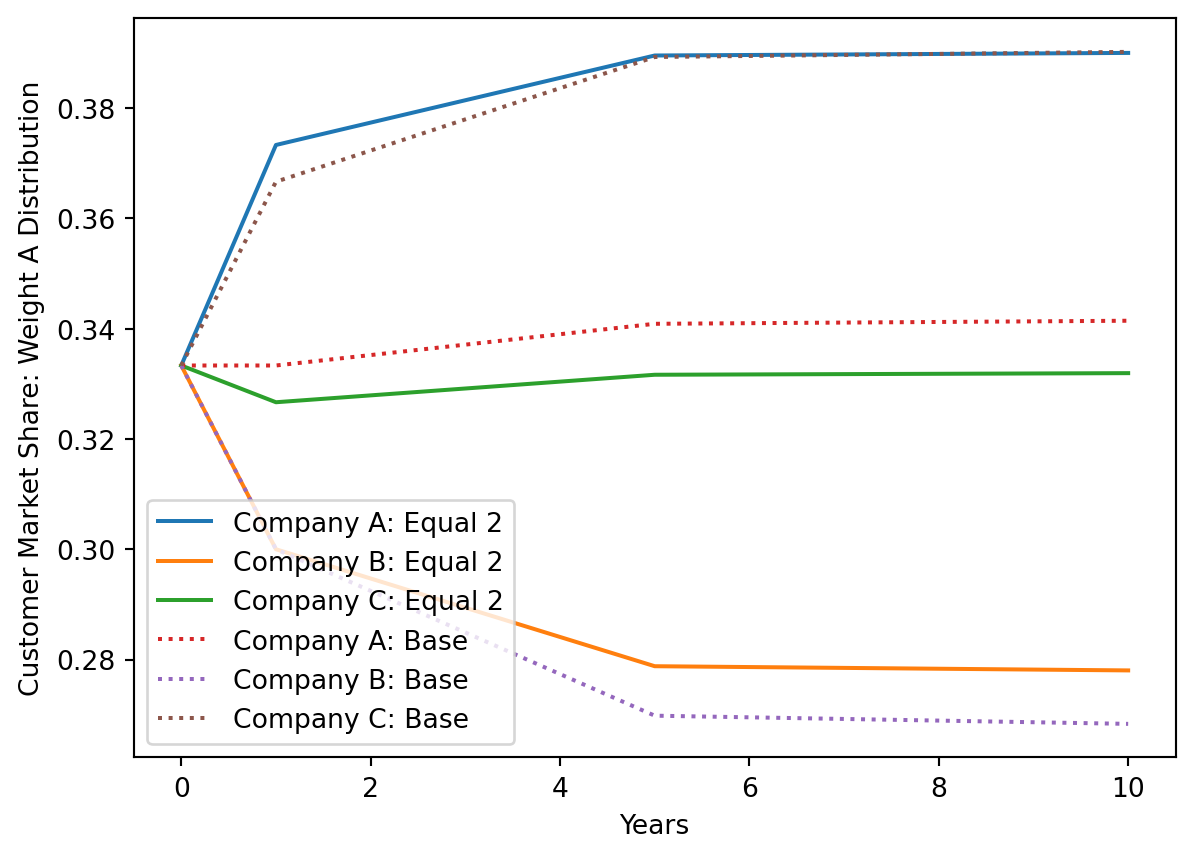 Customer Market Share: Weight A Distribution
0.38
0.36
0.34
0.32
0.30
0.28
Company A: Equal 2
Company B: Equal 2
Company C: Equal 2
Company A: Base
Company B: Base
Company C: Base
0 2 4 6 8 10
Years